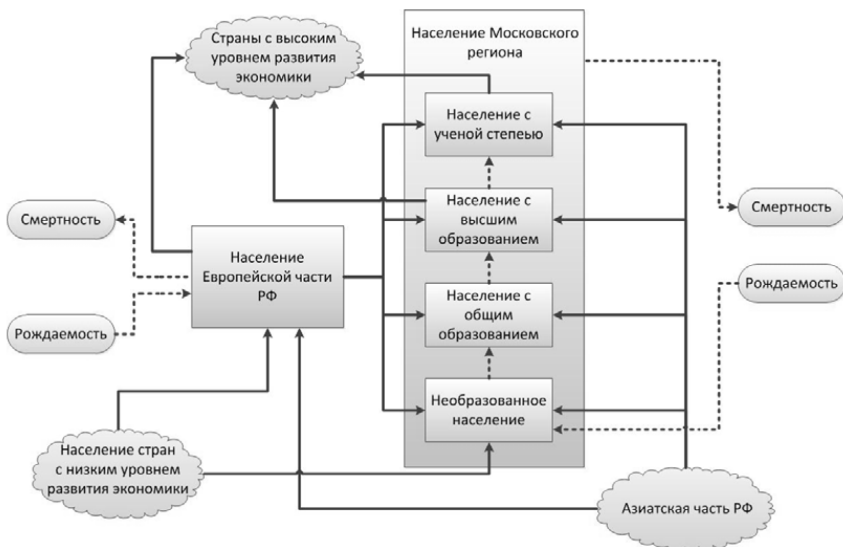 Страны с высоким
уровнем развития
экономики
Население Московского
региона
Население с
ученой степеью
Население с
высшим
образованием
Смертность
Смертность
Население
Европейской части
РФ
Рождаемость
Рождаемость
Население с
общим
образованием
Необразованное
население
Население стран
с низким уровнем
развития экономики
Азиатская часть РФ